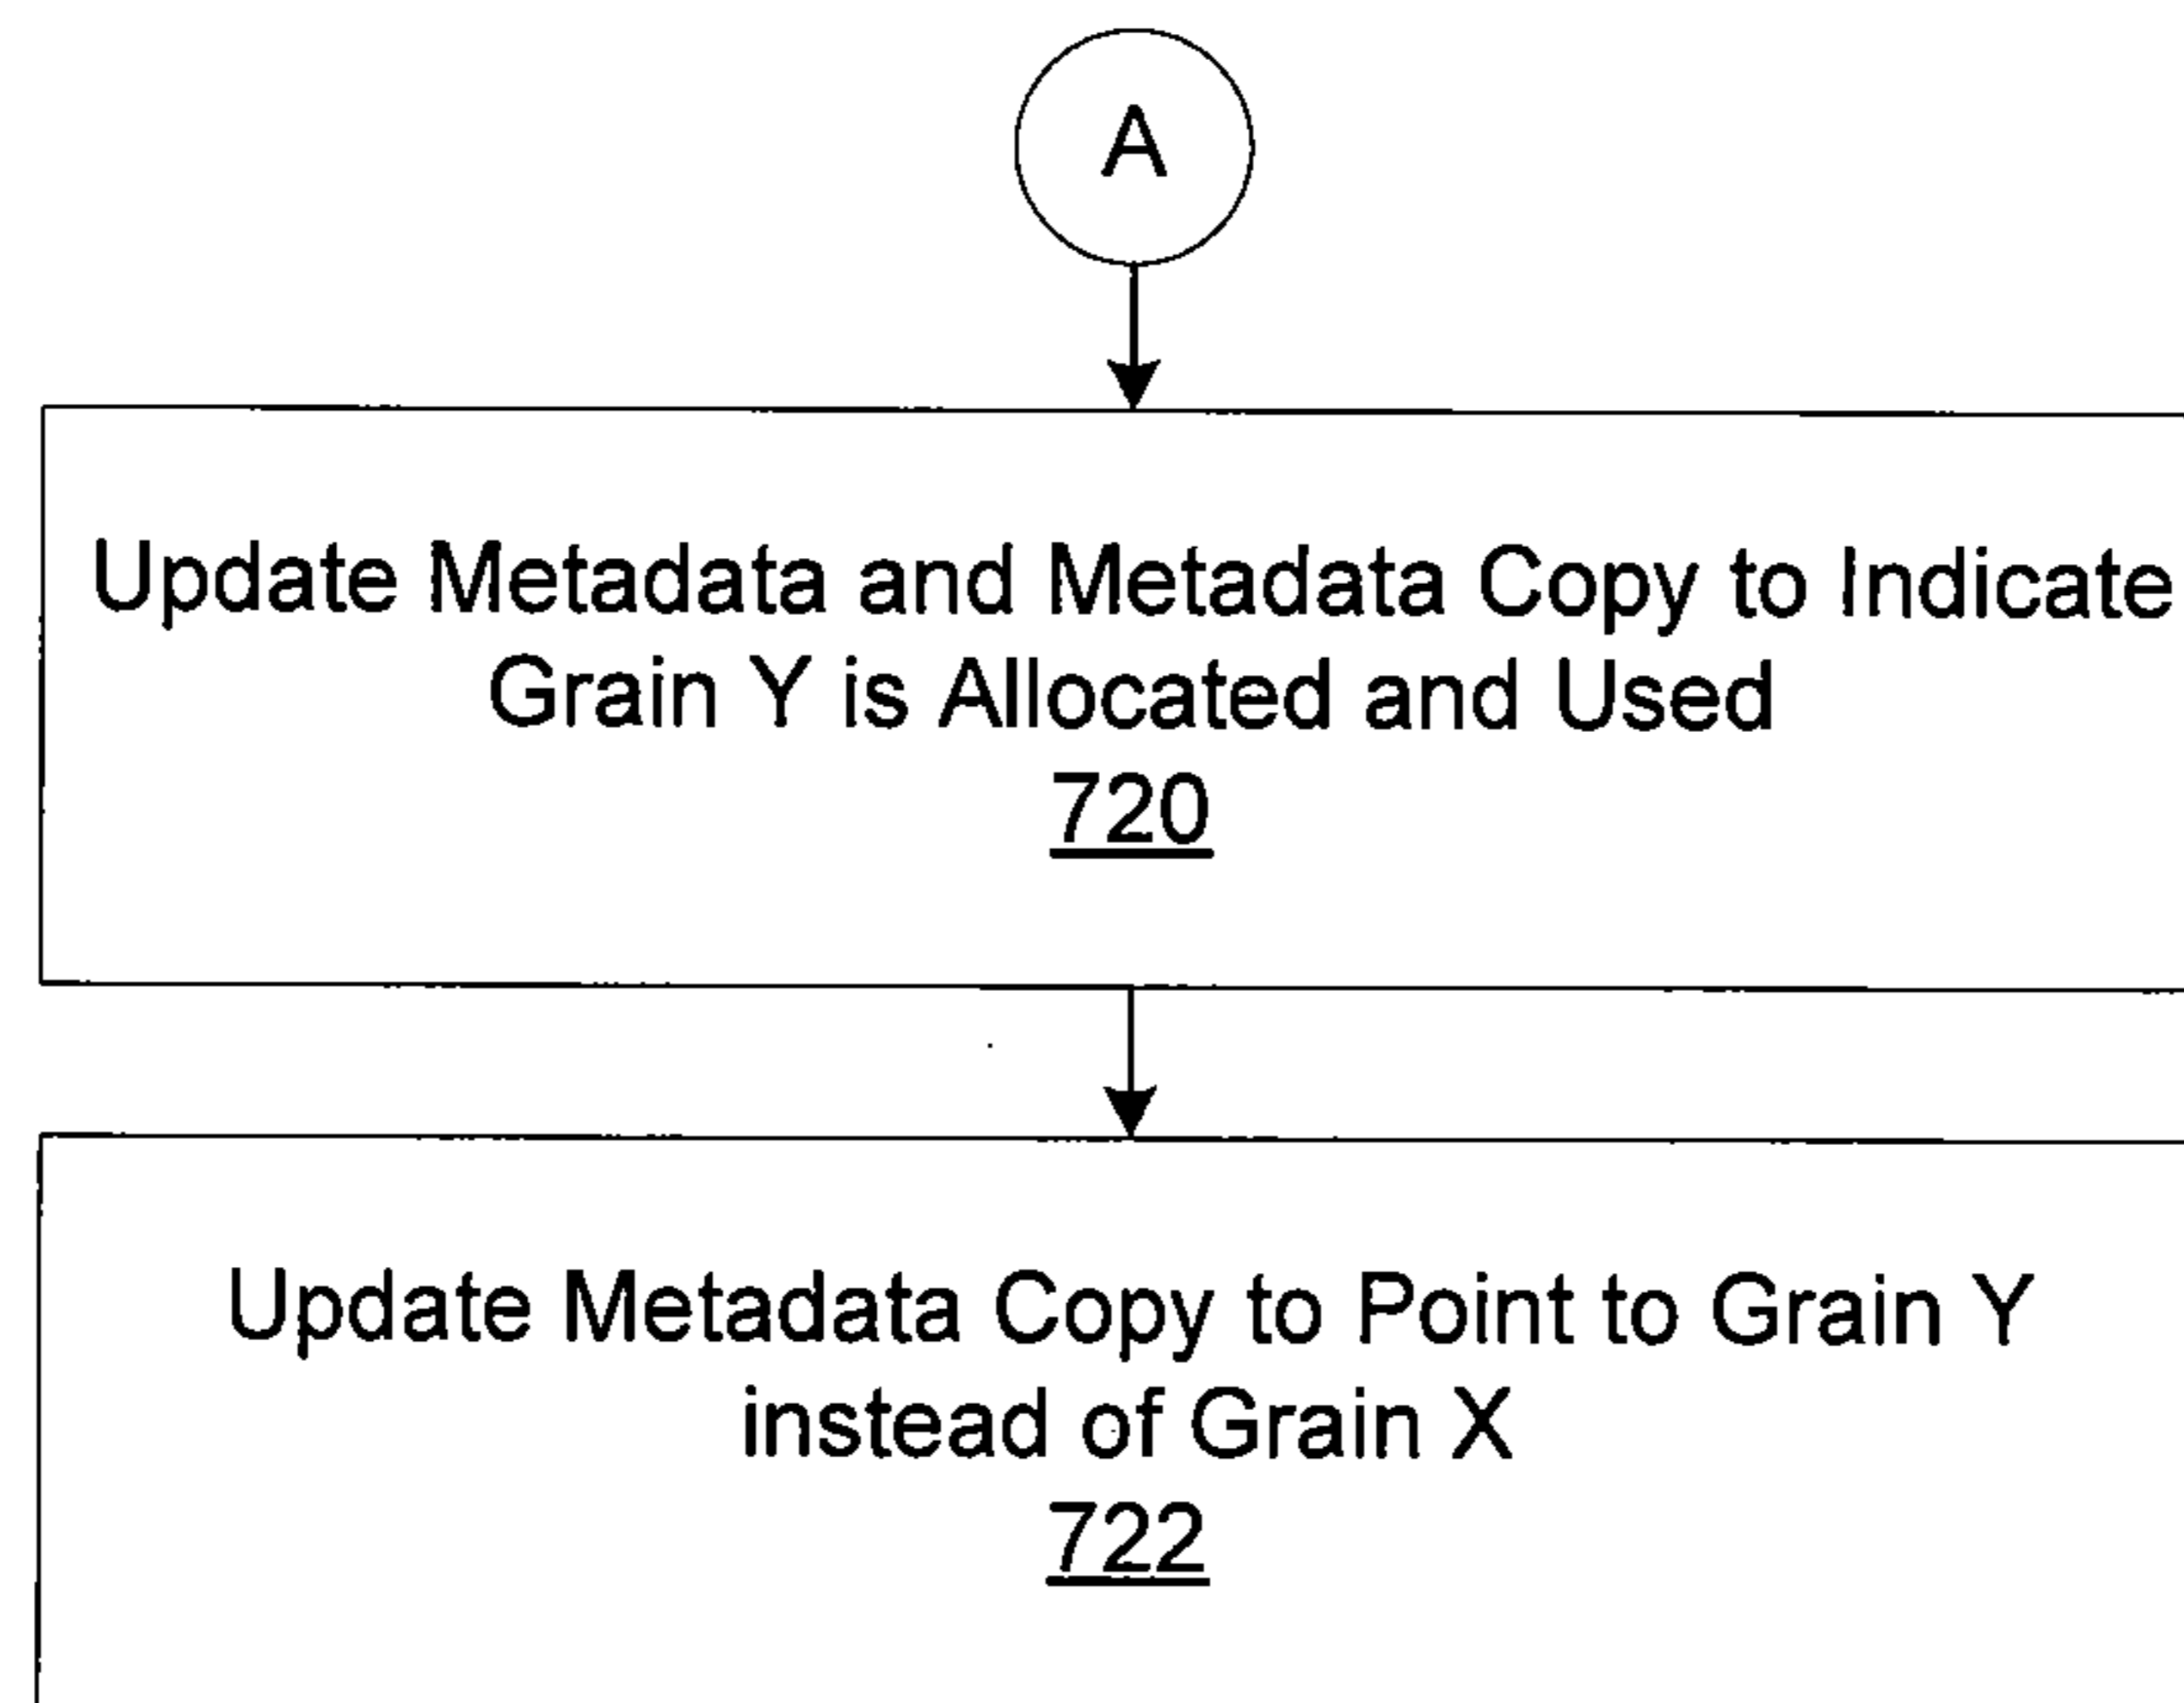 A
Update Metadata and Metadata Copy to Indicate
Grain Y is Allocated and Used
720
Update Metadata Copy to Point to Grain Y
instead of Grain X
722